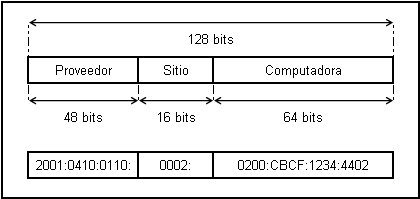 128 bits
Proveedor Sitio Computadora
48 bits 16 bits 64 bits
2001:0410:0110: 0002: 0200:CBCF:1234:4402